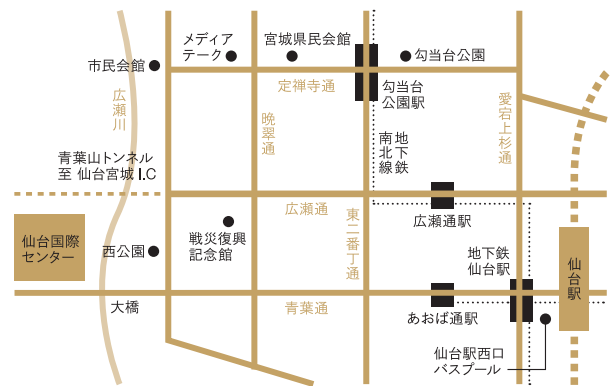 メディア
テーク
宮城県民会館
勾当台公園
市民会館
定禅寺通
勾当台
公園駅
広瀬川
晩翠通
地下鉄
南北線
愛宕上杉通
青葉山トンネル
至 仙台宮城 I.C
広瀬通
東二番丁通
広瀬通駅
仙台国際
センター
西公園
戦災復興
記念館
地下鉄
仙台駅
仙台駅
大橋
青葉通
あおば通駅
仙台駅西口
バスプール